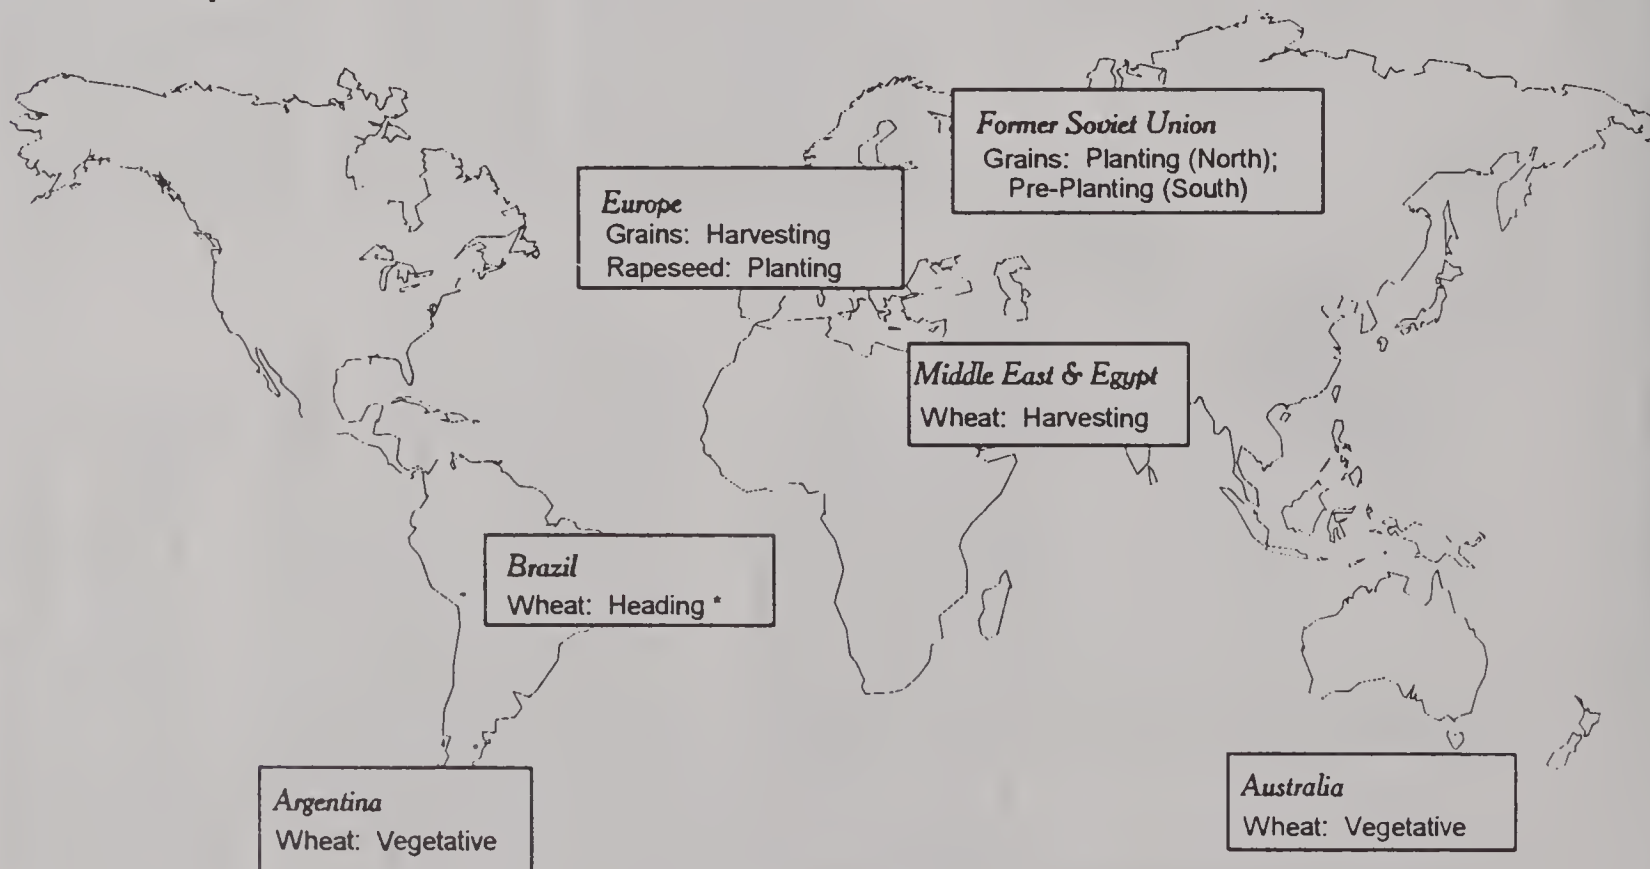 Former Soviet Union
Grains: Planting (North);
Pre-Planting (South)
Europe
Grains: Harvesting
Rapeseed: Planting
Middle East & Egypt
Wheat: Harvesting
Brazil
Wheat: Heading *
Argentina
Wheat: Vegetative
Australia
Wheat: Vegetative